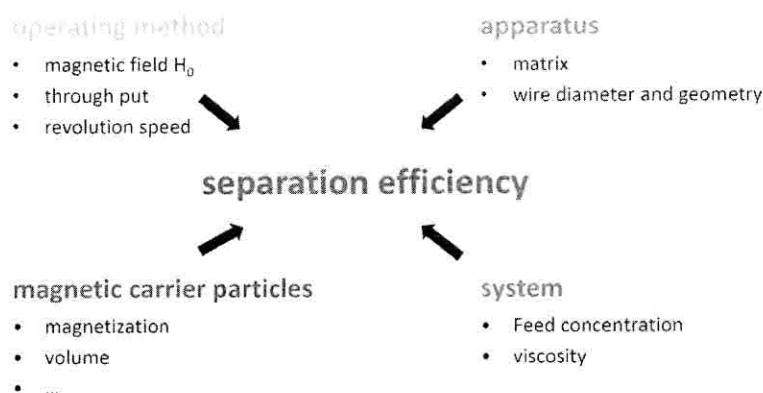 operating method
• magnetic field H₀
• through put
• revolution speed
apparatus
• matrix
• wire diameter and geometry
separation efficiency
magnetic carrier particles
• magnetization
• volume
• ...
system
• Feed concentration
• viscosity